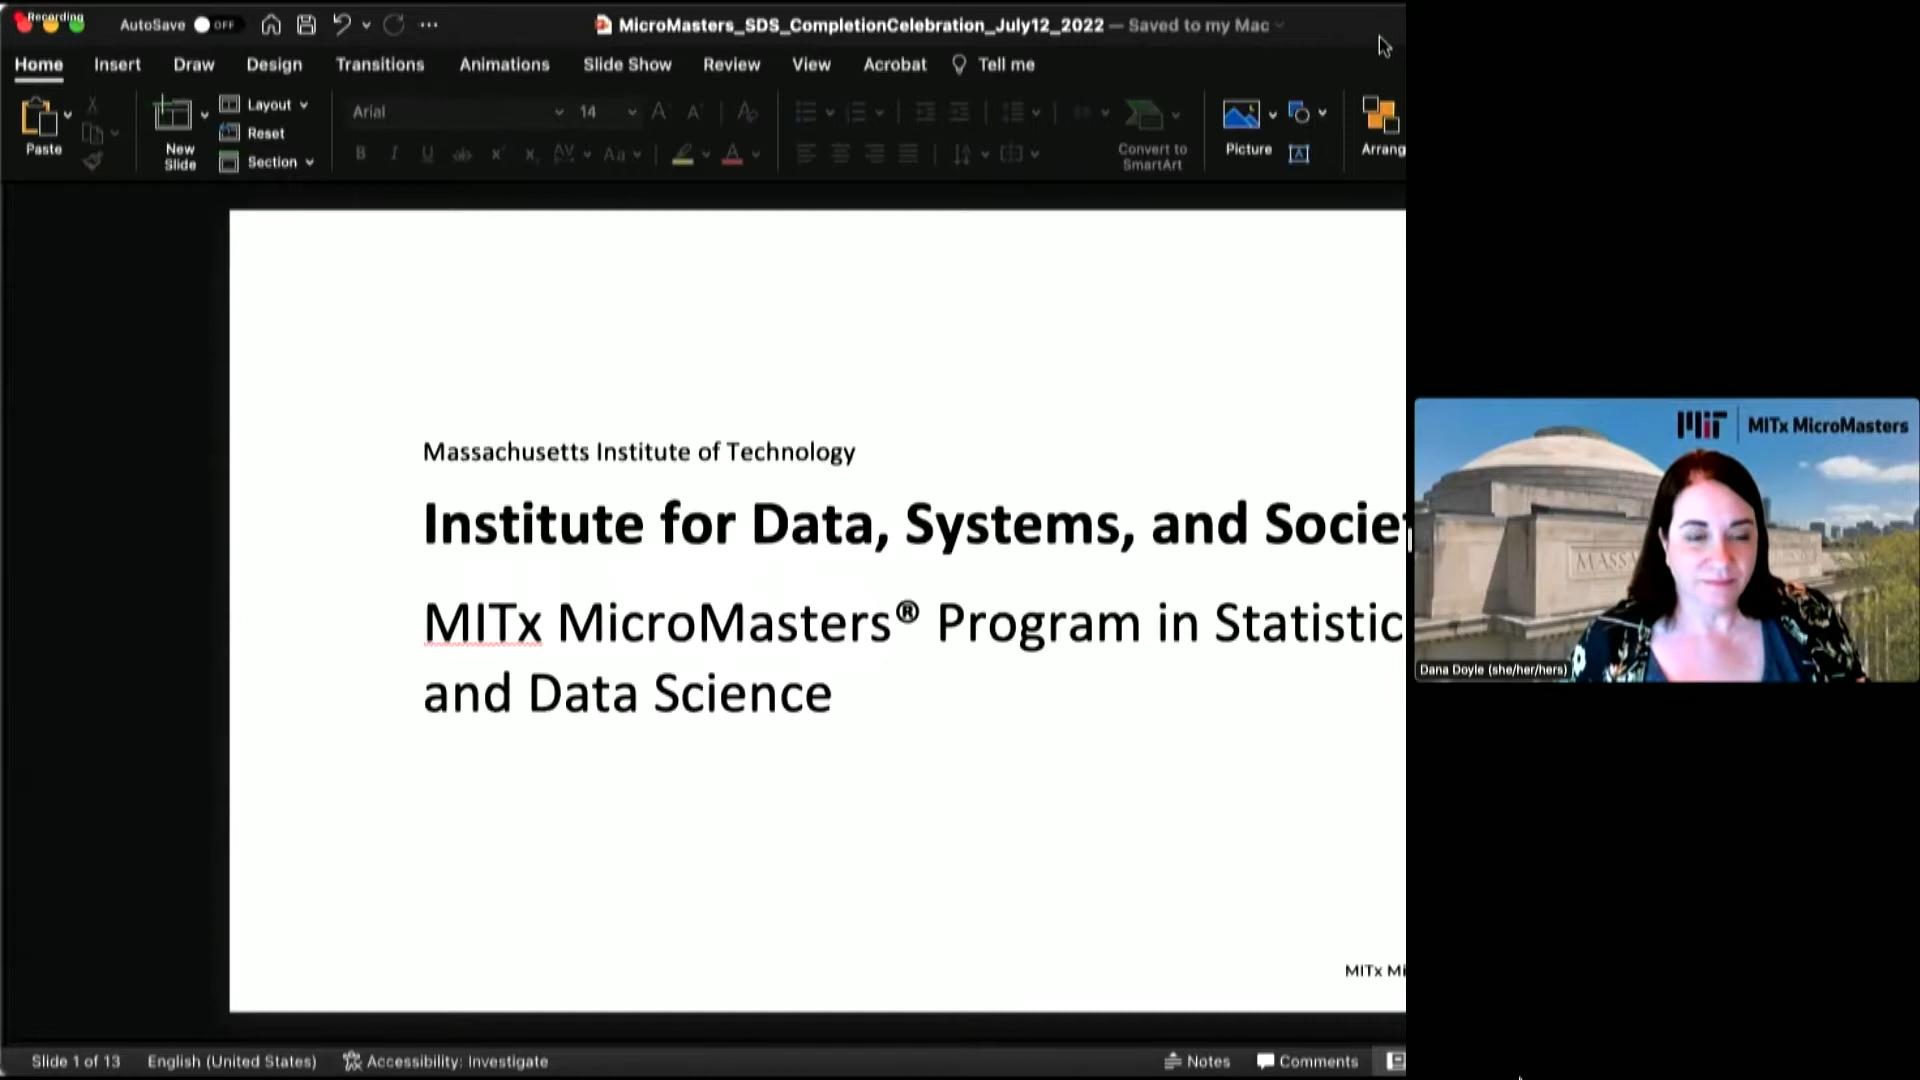 Recording
AutoSave OFF
MicroMasters_SDS_CompletionCelebration_July12_2022 — Saved to my Mac
Home Insert Draw Design Transitions Animations Slide Show Review View Acrobat Tell me
Paste
New
Slide
Layout
Reset
Section
Arial 14
Convert to
SmartArt
Picture
Arrang
Massachusetts Institute of Technology
Institute for Data, Systems, and Societ
MITx MicroMasters® Program in Statistic
and Data Science
MITx Mi
Slide 1 of 13 English (United States) Accessibility: Investigate Notes Comments
MIT MITx MicroMasters
MASSA
Dana Doyle (she/her/hers)